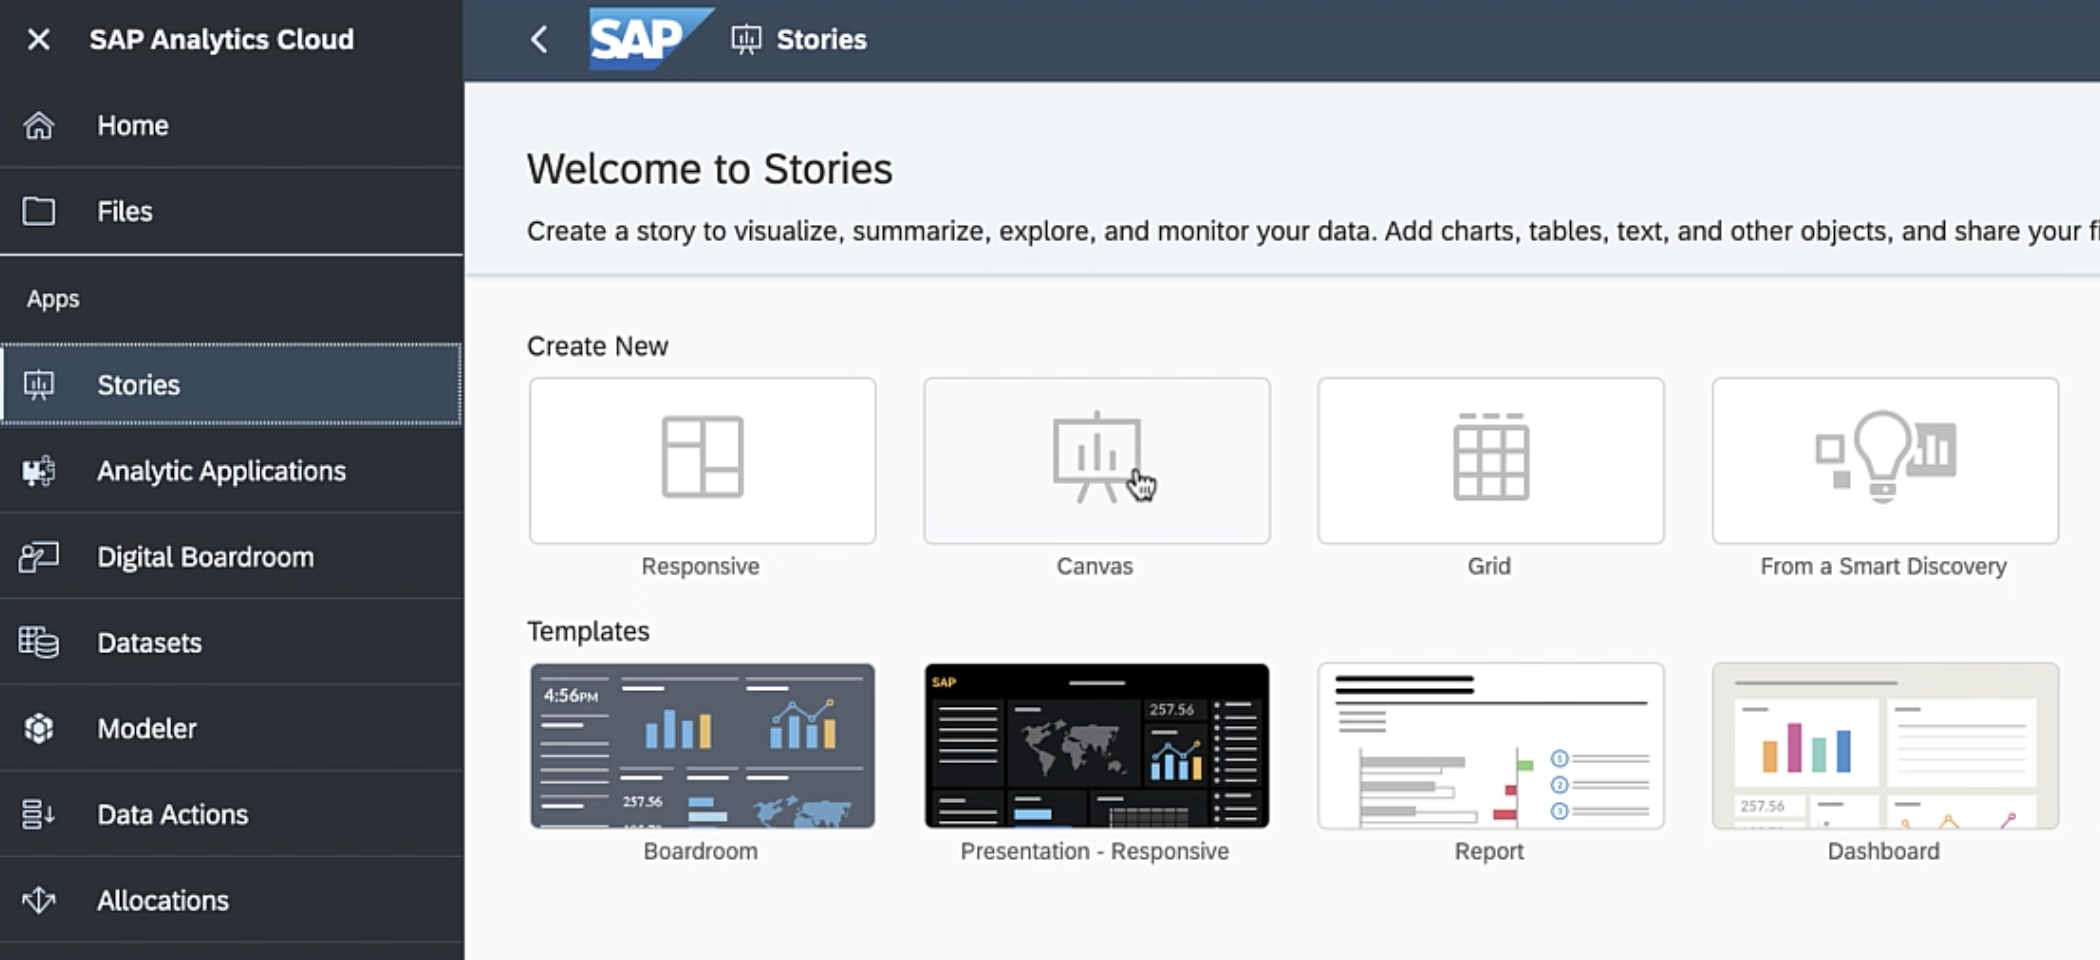 SAP Analytics Cloud
Home
Files
Apps
Stories
Analytic Applications
Digital Boardroom
Datasets
Modeler
Data Actions
Allocations
SAP Stories
Welcome to Stories
Create a story to visualize, summarize, explore, and monitor your data. Add charts, tables, text, and other objects, and share your
Create New
Responsive
Canvas
Grid
From a Smart Discovery
Templates
4:56PM
257.56
Boardroom
SAP
257.56
Presentation - Responsive
1
2
3
Report
257.56
Dashboard